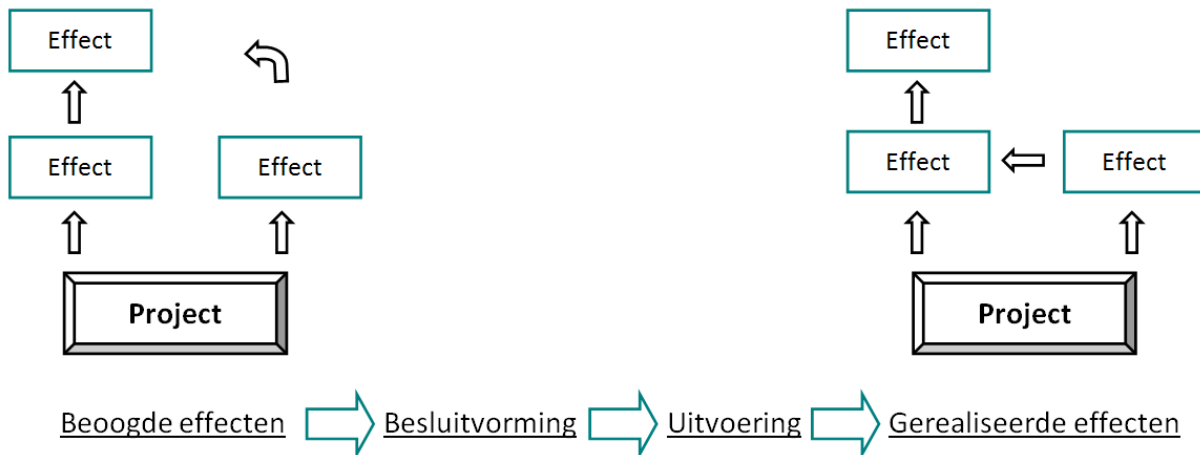 Effect
Effect
Effect Effect
Effect Effect
Project
Project
Beoogde effecten Besluitvorming Uitvoering Gerealiseerde effecten